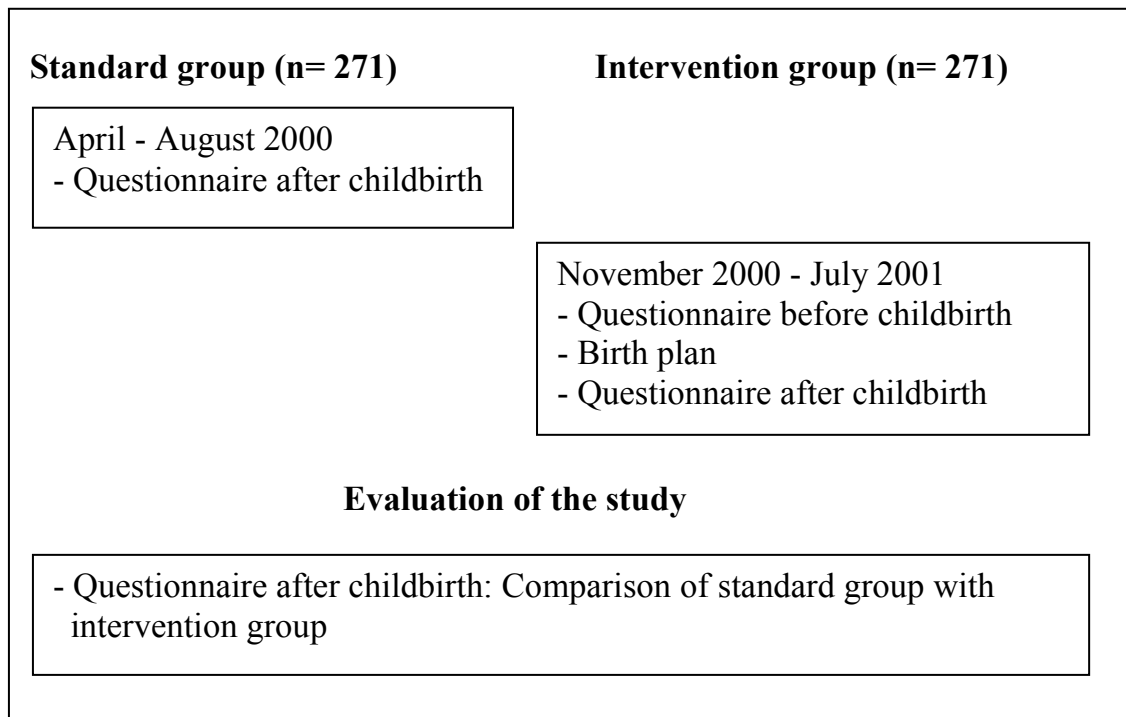 Standard group (n= 271)
Intervention group (n= 271)
April - August 2000
- Questionnaire after childbirth
November 2000 - July 2001
- Questionnaire before childbirth
- Birth plan
- Questionnaire after childbirth
Evaluation of the study
- Questionnaire after childbirth: Comparison of standard group with
intervention group